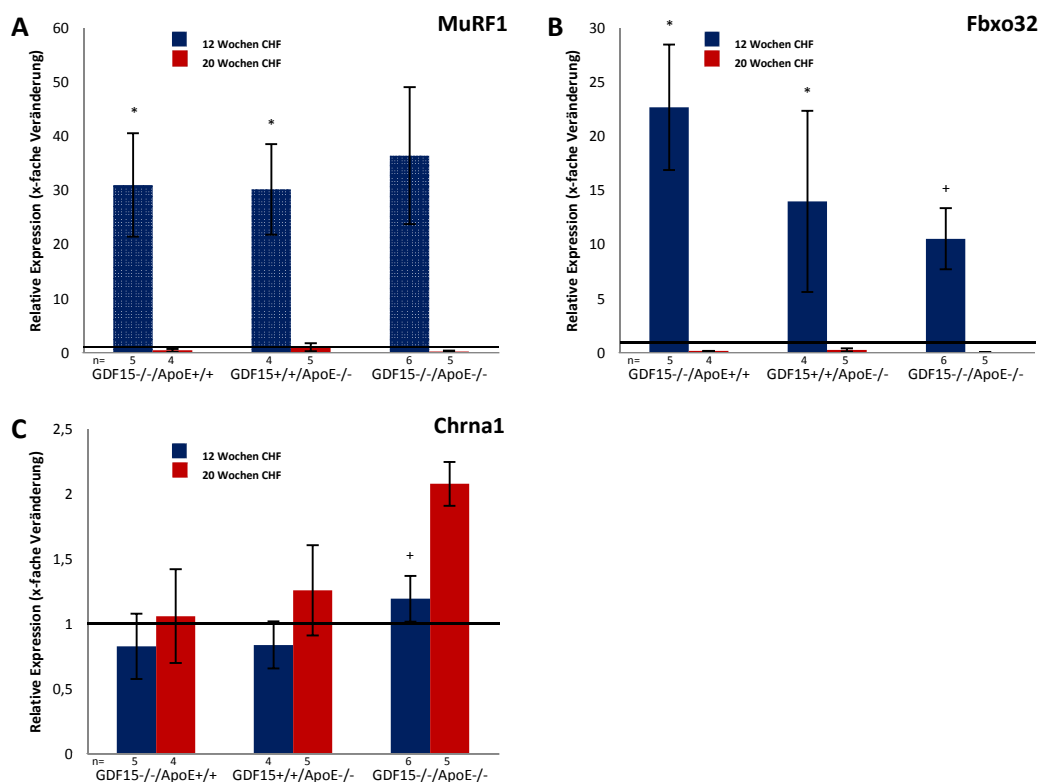 A MuRF1
60
50
40
30
20
10
0
Relative Expression (x-fache Veränderung)
12 Wochen CHF
20 Wochen CHF
* *
n= 5 4 4 5 6 5
GDF15-/-/ApoE+/+ GDF15+/+/ApoE-/- GDF15-/-/ApoE-/-
B Fbxo32
30
25
20
15
10
5
0
Relative Expression (x-fache Veränderung)
12 Wochen CHF
20 Wochen CHF
* * +
n= 5 4 4 5 6 5
GDF15-/-/ApoE+/+ GDF15+/+/ApoE-/- GDF15-/-/ApoE-/-
C Chrna1
2,5
2
1,5
1
0,5
0
Relative Expression (x-fache Veränderung)
12 Wochen CHF
20 Wochen CHF
+
n= 5 4 4 5 6 5
GDF15-/-/ApoE+/+ GDF15+/+/ApoE-/- GDF15-/-/ApoE-/-